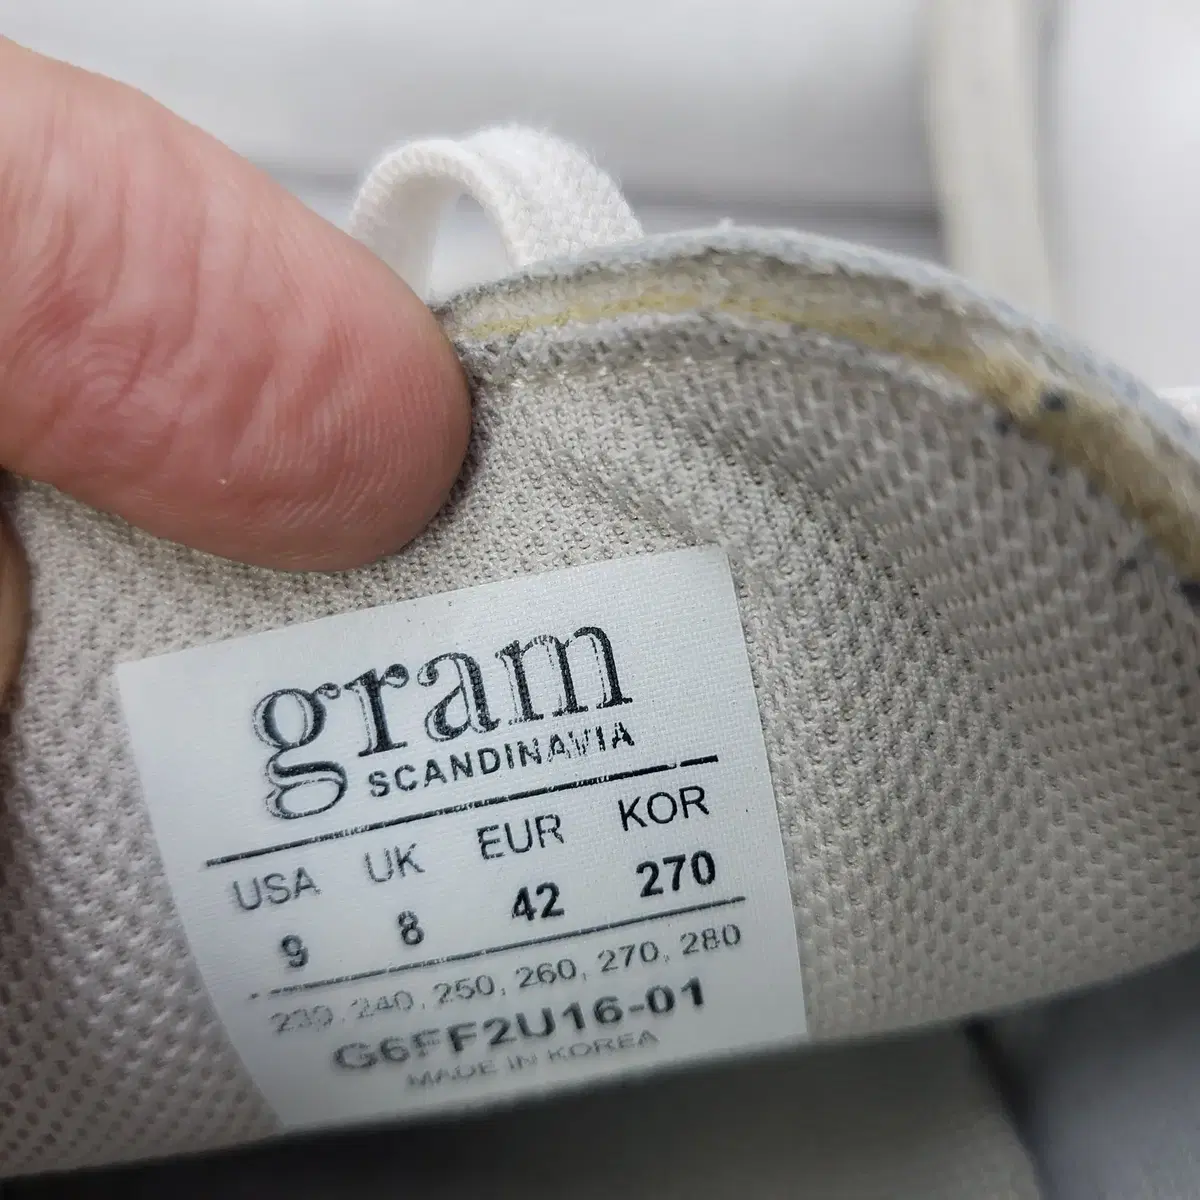 gram
SCANDINAVIA
USA UK EUR KOR
9 8 42 270
230, 240, 250, 260, 270, 280
G6FF2U16-01
MADE IN KOREA